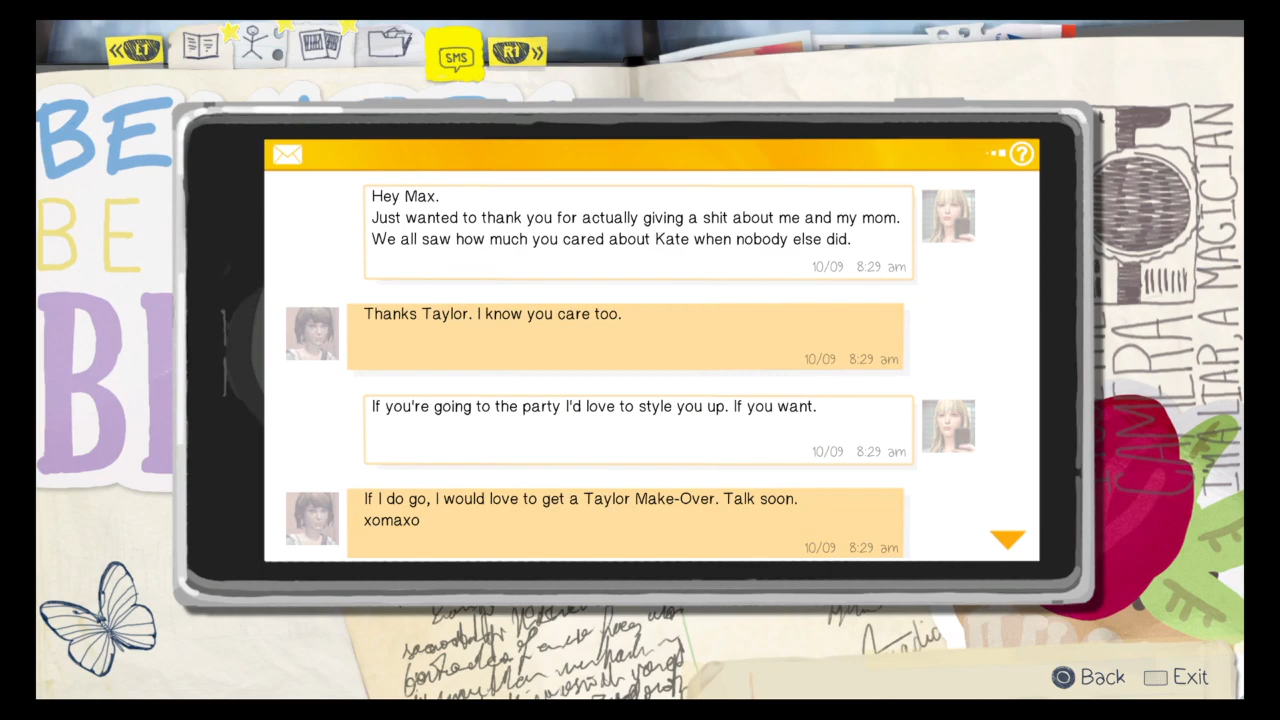 L1
SMS
R1
BE
BE
Hey Max.
Just wanted to thank you for actually giving a shit about me and my mom.
We all saw how much you cared about Kate when nobody else did.
10/09 8:29 am
Thanks Taylor. I know you care too.
10/09 8:29 am
If you're going to the party I'd love to style you up. If you want.
10/09 8:29 am
If I do go, I would love to get a Taylor Make-Over. Talk soon.
xomaxo
10/09 8:29 am
CAMERA
LIAR, A MAGICIAN
Back
Exit